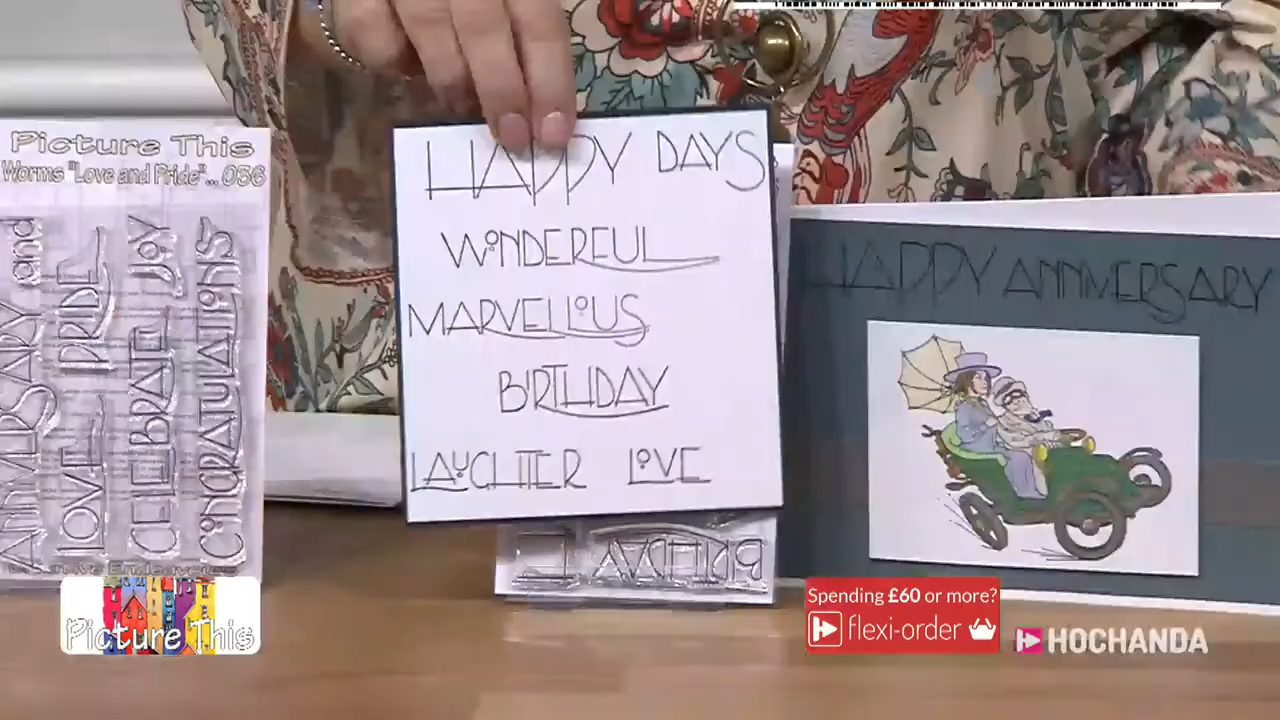 Picture This
Worms "Love and Pride"... 056
ANNIVERSARY and
LOVE PRIDE
CELEBRATE JOY
CONGRATULATIONS
HAPPY DAYS
WONDERFUL
MARVELLOUS
BIRTHDAY
LAUGHTER LOVE
BIRTHDAY
HAPPY ANNIVERSARY
Picture This
Spending £60 or more?
flexi-order
HOCHANDA